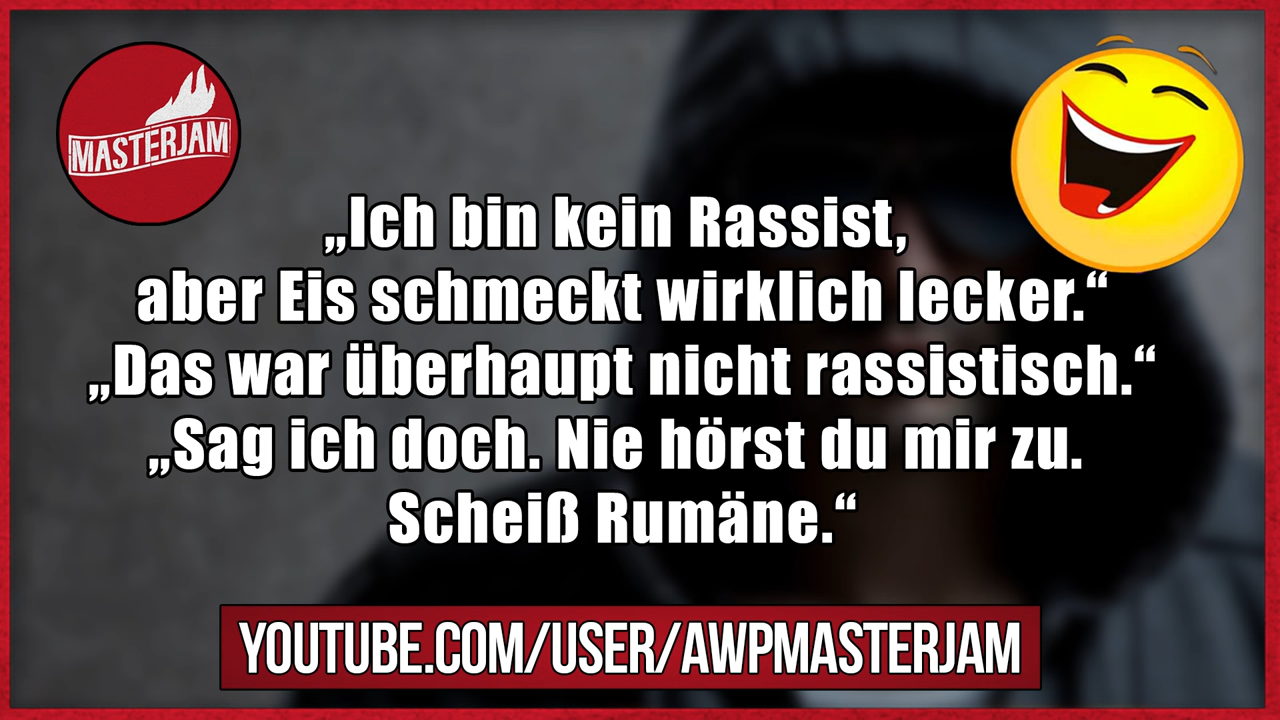 MASTERJAM
„Ich bin kein Rassist,
aber Eis schmeckt wirklich lecker.“
„Das war überhaupt nicht rassistisch.“
„Sag ich doch. Nie hörst du mir zu.
Scheiß Rumäne.“
YOUTUBE.COM/USER/AWPMASTERJAM